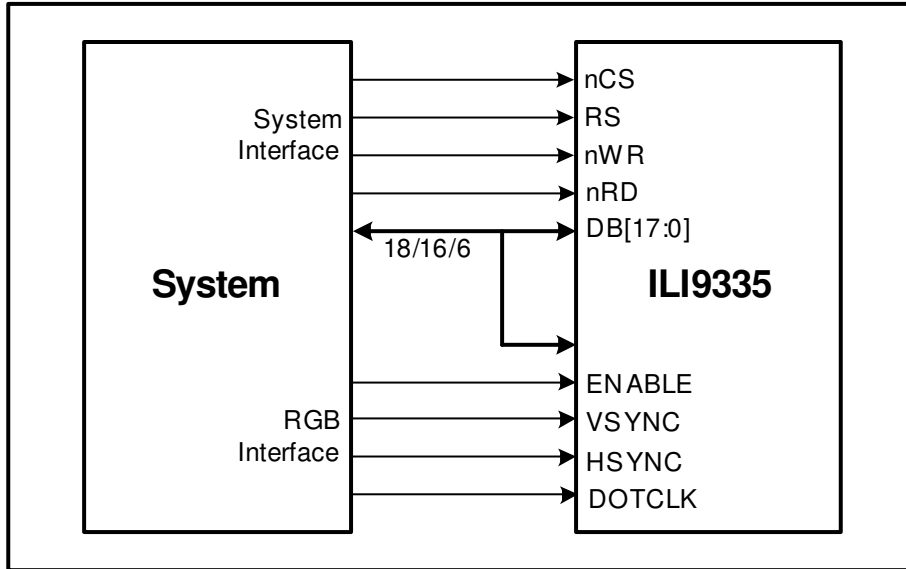 System
Interface
System
RGB
Interface
18/16/6
nCS
RS
nWR
nRD
DB[17:0]
ILI9335
ENABLE
VSYNC
HSYNC
DOTCLK